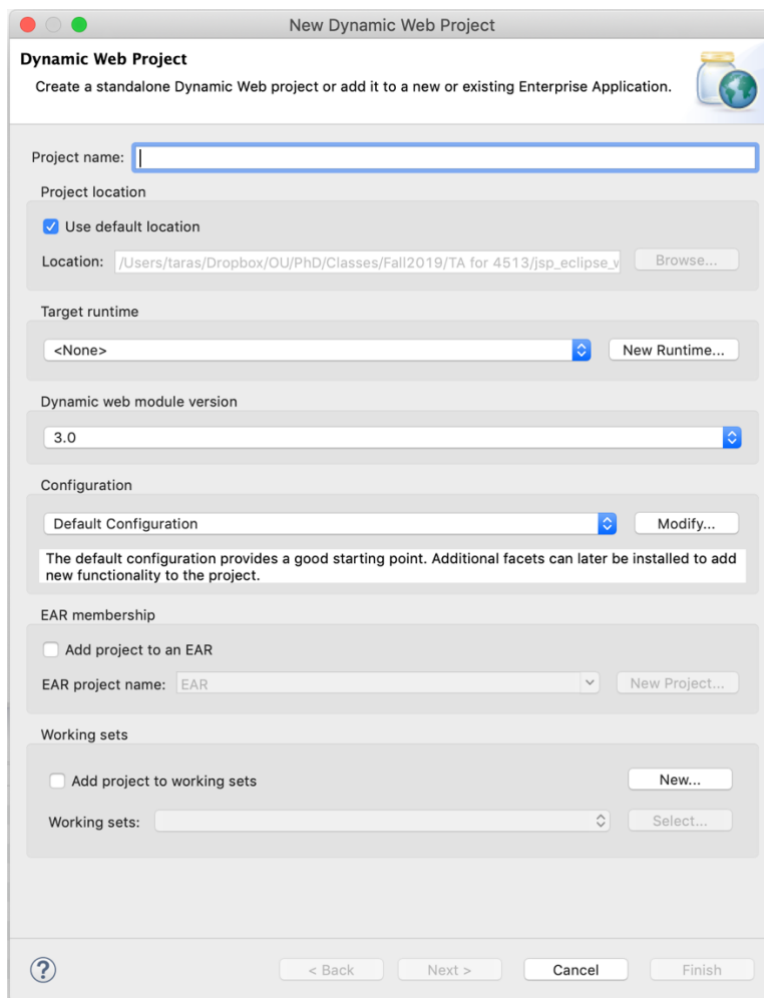 New Dynamic Web Project
Dynamic Web Project
Create a standalone Dynamic Web project or add it to a new or existing Enterprise Application.
Project name:
Project location
Use default location
Location: /Users/taras/Dropbox/OU/PhD/Classes/Fall2019/TA for 4513/jsp_eclipse_w Browse...
Target runtime
<None> New Runtime...
Dynamic web module version
3.0
Configuration
Default Configuration Modify...
The default configuration provides a good starting point. Additional facets can later be installed to add
new functionality to the project.
EAR membership
Add project to an EAR
EAR project name: EAR New Project...
Working sets
Add project to working sets New...
Working sets: Select...
? < Back Next > Cancel Finish